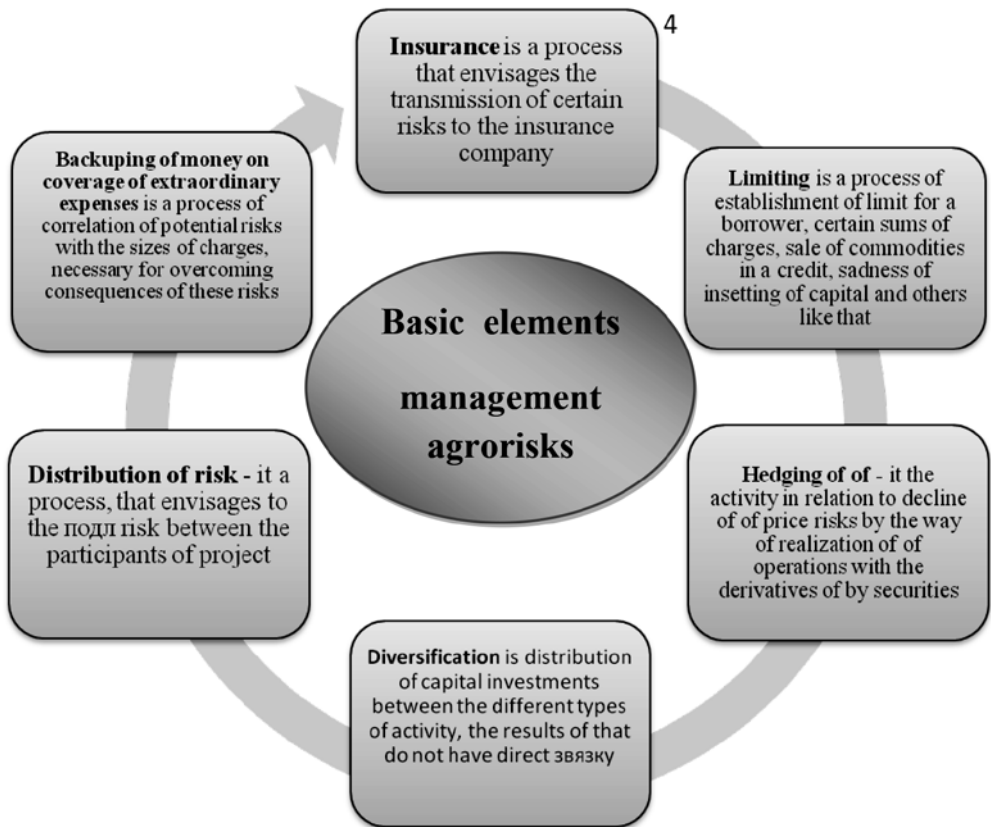 4
Insurance is a process
that envisages the
transmission of certain
risks to the insurance
company
Limiting is a process of
establishment of limit for a
borrower, certain sums of
charges, sale of commodities
in a credit, sadness of
insetting of capital and others
like that
Hedging of of - it the
activity in relation to decline
of of price risks by the way
of realization of of
operations with the
derivatives of by securities
Diversification is distribution
of capital investments
between the different types
of activity, the results of that
do not have direct звязку
Distribution of risk - it a
process, that envisages to
the подл risk between the
participants of project
Backuping of money on
coverage of extraordinary
expenses is a process of
correlation of potential risks
with the sizes of charges,
necessary for overcoming
consequences of these risks
Basic elements
management
agrorisks